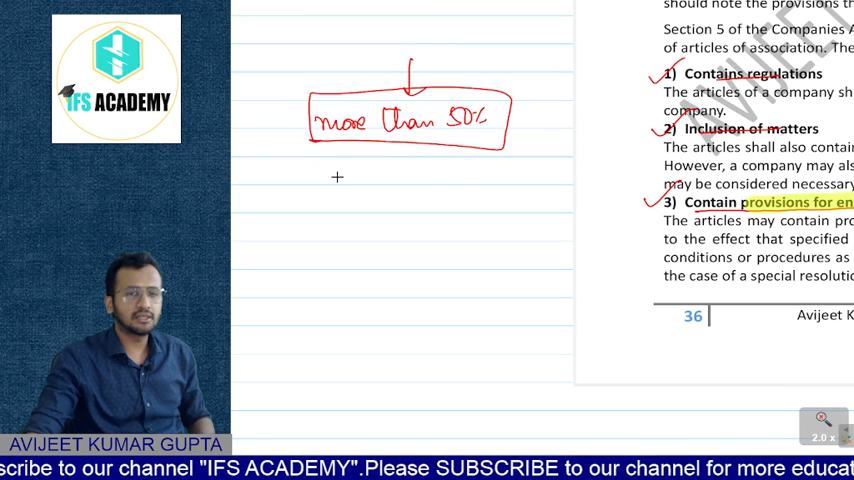 IFS ACADEMY
more than 50%
should note the provisions th
Section 5 of the Companies A
of articles of association. The
1) Contains regulations
The articles of a company sh
company.
2) Inclusion of matters
The articles shall also contain
However, a company may als
may be considered necessary
3) Contain provisions for en
The articles may contain pro
to the effect that specified
conditions or procedures as
the case of a special resolutio
36
Avijeet K
AVIJEET
2.0 x
AVIJEET KUMAR GUPTA
scribe to our channel "IFS ACADEMY".Please SUBSCRIBE to our channel for more educat